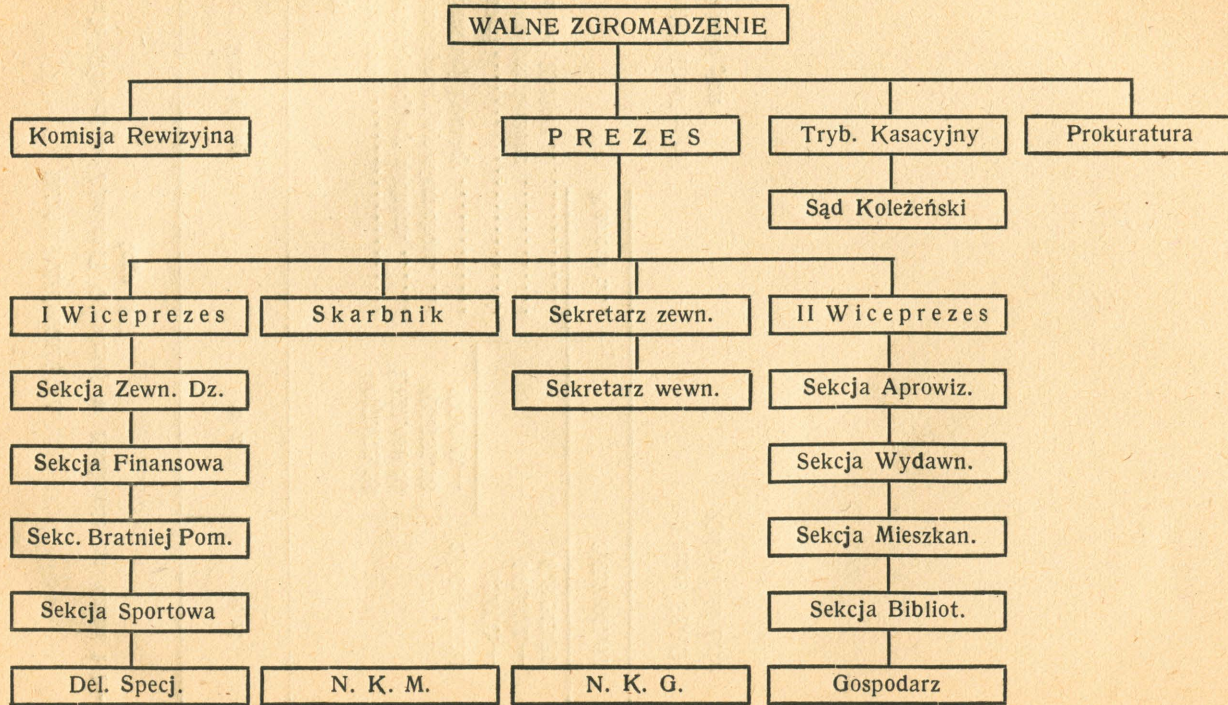 WALNE ZGROMADZENIE
Komisja Rewizyjna
PREZES
Tryb. Kasacyjny
Prokuratura
Sąd Koleżeński
I Wiceprezes
Skarbnik
Sekretarz zewn.
II Wiceprezes
Sekcja Zewn. Dz.
Sekretarz wewn.
Sekcja Aprowiz.
Sekcja Finansowa
Sekcja Wydawn.
Sekc. Bratniej Pom.
Sekcja Mieszkan.
Sekcja Sportowa
Sekcja Bibliot.
Del. Specj.
N. K. M.
N. K. G.
Gospodarz